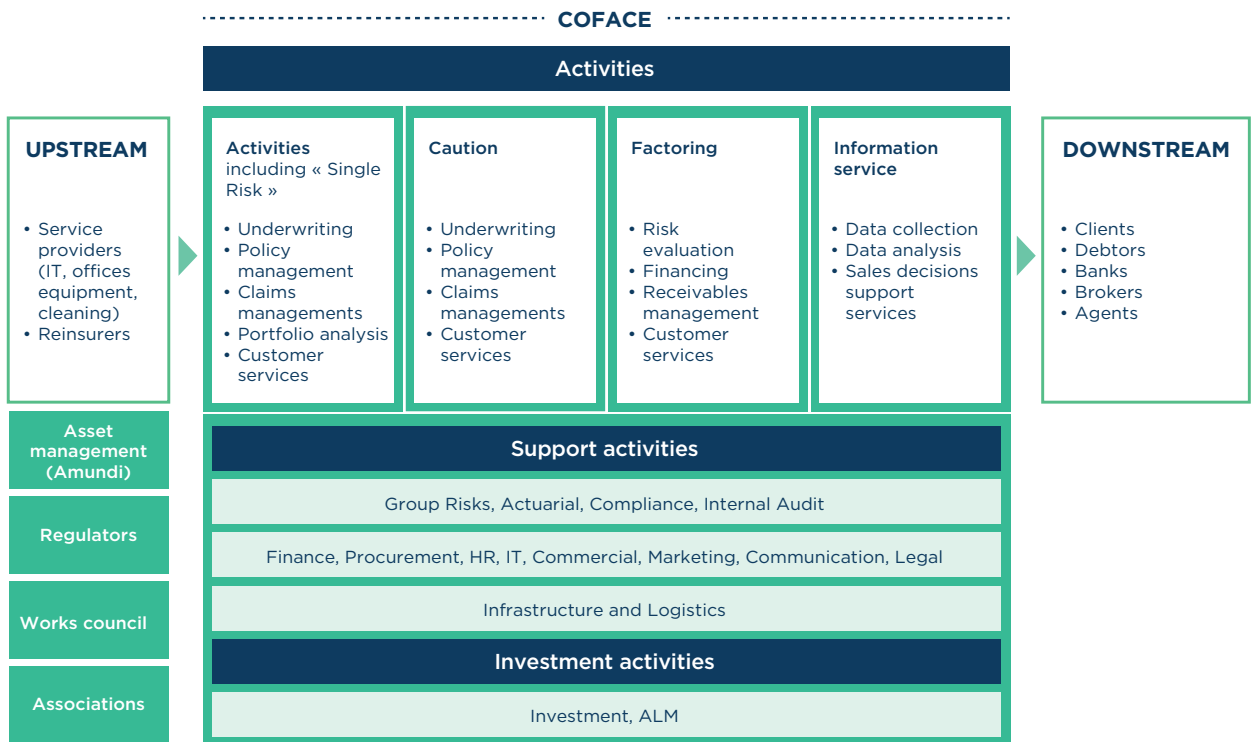 COFACE
Activities
UPSTREAM
• Service
providers
(IT, offices
equipment,
cleaning)
• Reinsurers
Activities
including « Single
Risk »
• Underwriting
• Policy
management
• Claims
managements
• Portfolio analysis
• Customer
services
Caution
• Underwriting
• Policy
management
• Claims
managements
• Customer
services
Factoring
• Risk
evaluation
• Financing
• Receivables
management
• Customer
services
Information
service
• Data collection
• Data analysis
• Sales decisions
support
services
DOWNSTREAM
• Clients
• Debtors
• Banks
• Brokers
• Agents
Asset
management
(Amundi)
Regulators
Works council
Associations
Support activities
Group Risks, Actuarial, Compliance, Internal Audit
Finance, Procurement, HR, IT, Commercial, Marketing, Communication, Legal
Infrastructure and Logistics
Investment activities
Investment, ALM